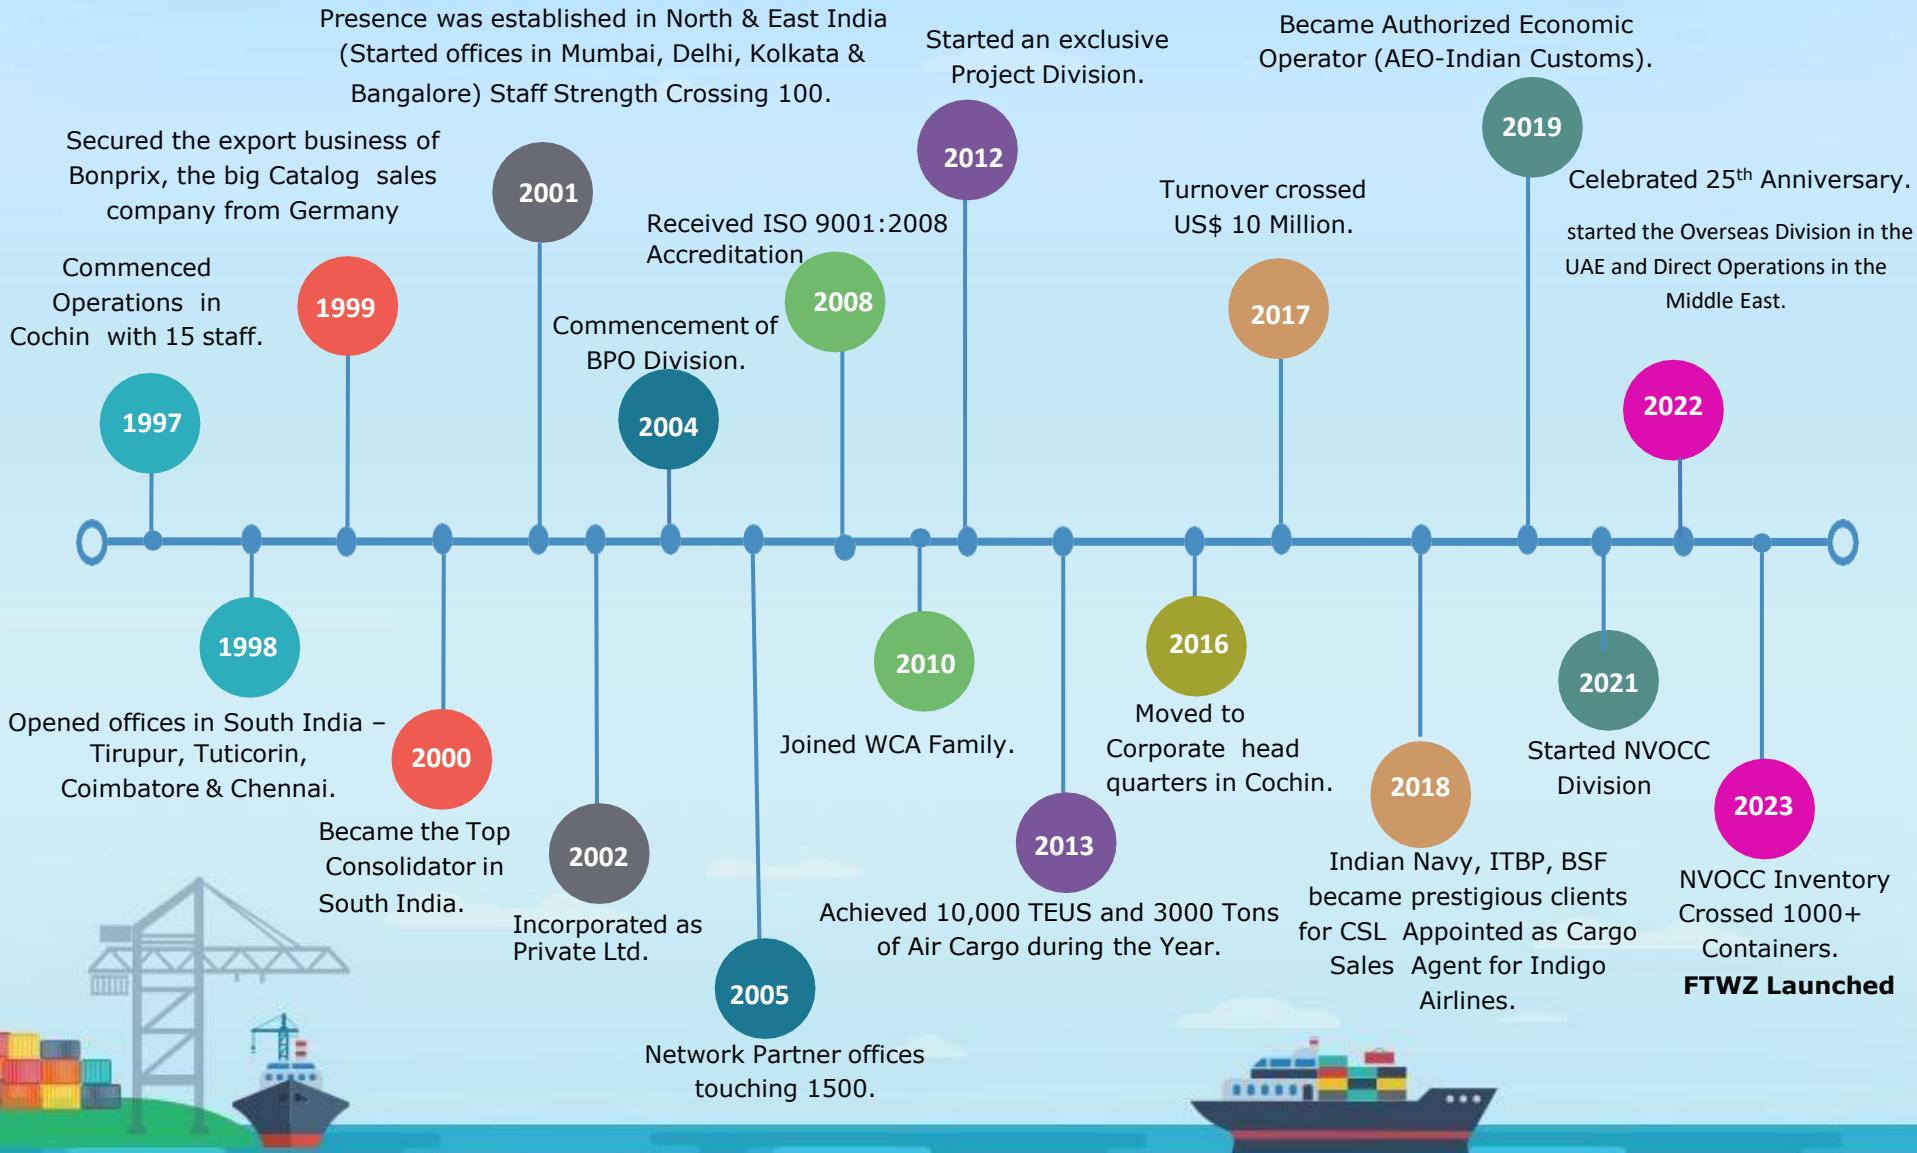 Presence was established in North & East India
(Started offices in Mumbai, Delhi, Kolkata &
Bangalore) Staff Strength Crossing 100.
2001
Started an exclusive
Project Division.
2012
Became Authorized Economic
Operator (AEO-Indian Customs).
2019
Secured the export business of
Bonprix, the big Catalog sales
company from Germany
1999
Commenced
Operations in
Cochin with 15 staff.
1997
Received ISO 9001:2008
Accreditation.
2008
Commencement of
BPO Division.
2004
Turnover crossed
US$ 10 Million.
2017
Celebrated 25th Anniversary.
started the Overseas Division in the
UAE and Direct Operations in the
Middle East.
2022
1998
Opened offices in South India –
Tirupur, Tuticorin,
Coimbatore & Chennai.
2000
Became the Top
Consolidator in
South India.
2002
Incorporated as
Private Ltd.
2005
Network Partner offices
touching 1500.
2010
Joined WCA Family.
2013
Achieved 10,000 TEUS and 3000 Tons
of Air Cargo during the Year.
2016
Moved to
Corporate head
quarters in Cochin.
2018
Indian Navy, ITBP, BSF
became prestigious clients
for CSL Appointed as Cargo
Sales Agent for Indigo
Airlines.
2021
Started NVOCC
Division
2023
NVOCC Inventory
Crossed 1000+
Containers.
FTWZ Launched